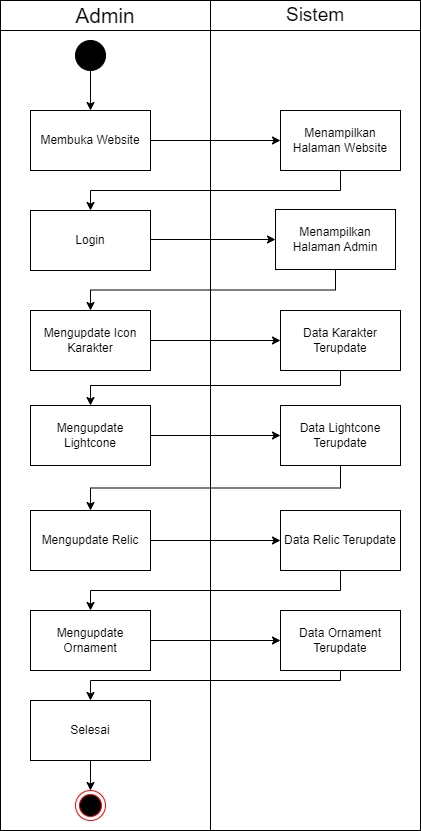 Admin
Sistem
Membuka Website
Menampilkan
Halaman Website
Login
Menampilkan
Halaman Admin
Mengupdate Icon
Karakter
Data Karakter
Terupdate
Mengupdate
Lightcone
Data Lightcone
Terupdate
Mengupdate Relic
Data Relic Terupdate
Mengupdate
Ornament
Data Ornament
Terupdate
Selesai